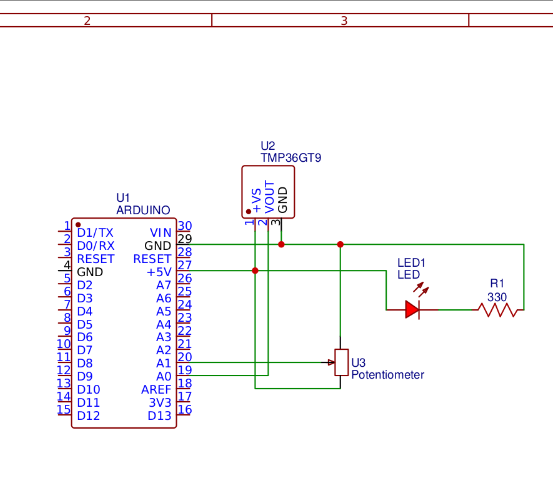 2 3
U2
TMP36GT9
+VS VOUT GND
1 2 3
U1
ARDUINO
1 D1/TX VIN 30
2 D0/RX GND 29
3 RESET RESET 28
4 GND +5V 27
5 D2 A7 26
6 D3 A6 25
7 D4 A5 24
8 D5 A4 23
9 D6 A3 22
10 D7 A2 21
11 D8 A1 20
12 D9 A0 19
13 D10 AREF 18
14 D11 3V3 17
15 D12 D13 16
LED1
LED
R1
330
U3
Potentiometer